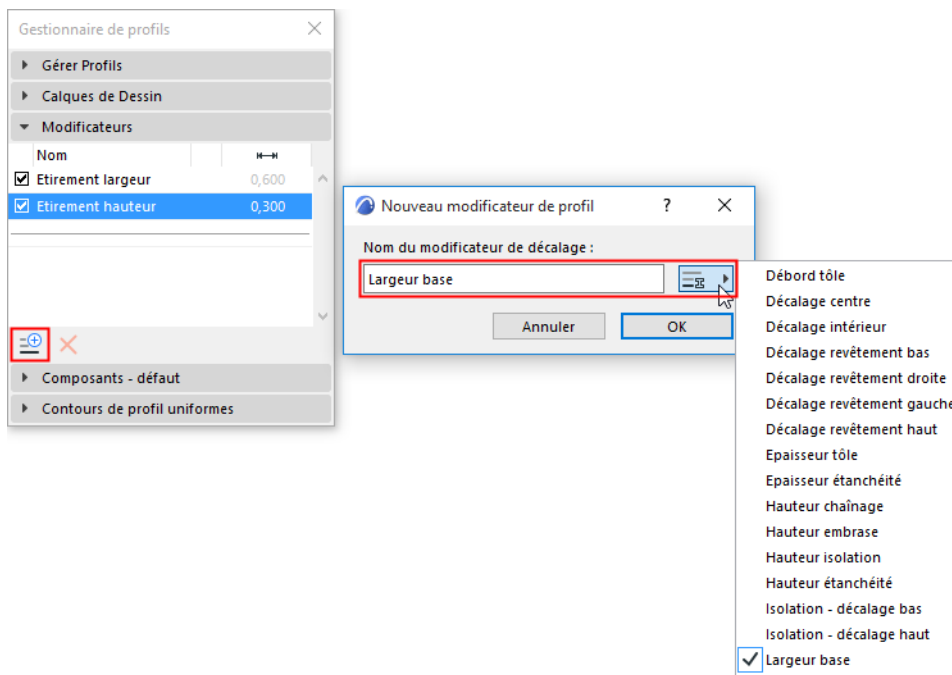 Gestionnaire de profils
Gérer Profils
Calques de Dessin
Modificateurs
Nom
Etirement largeur 0,600
Etirement hauteur 0,300
Composants - défaut
Contours de profil uniformes
Nouveau modificateur de profil ?
Nom du modificateur de décalage :
Largeur base
Annuler OK
Débord tôle
Décalage centre
Décalage intérieur
Décalage revêtement bas
Décalage revêtement droite
Décalage revêtement gauche
Décalage revêtement haut
Epaisseur tôle
Epaisseur étanchéité
Hauteur chaînage
Hauteur embrase
Hauteur isolation
Hauteur étanchéité
Isolation - décalage bas
Isolation - décalage haut
Largeur base